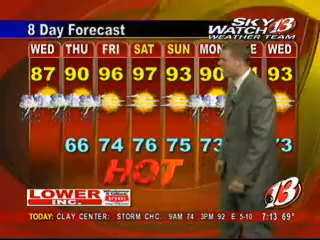 8 Day Forecast
SKY 13
WATCH
WEATHER TEAM
WED THU FRI SAT SUN MON WED
87 90 96 97 93 90 93
66 74 76 75 73 73
HOT
LOWER
INC.
bryant
13
TODAY: CLAY CENTER: STORM CHC. 9AM 74 3PM 92 E 5-10 7:13 69°